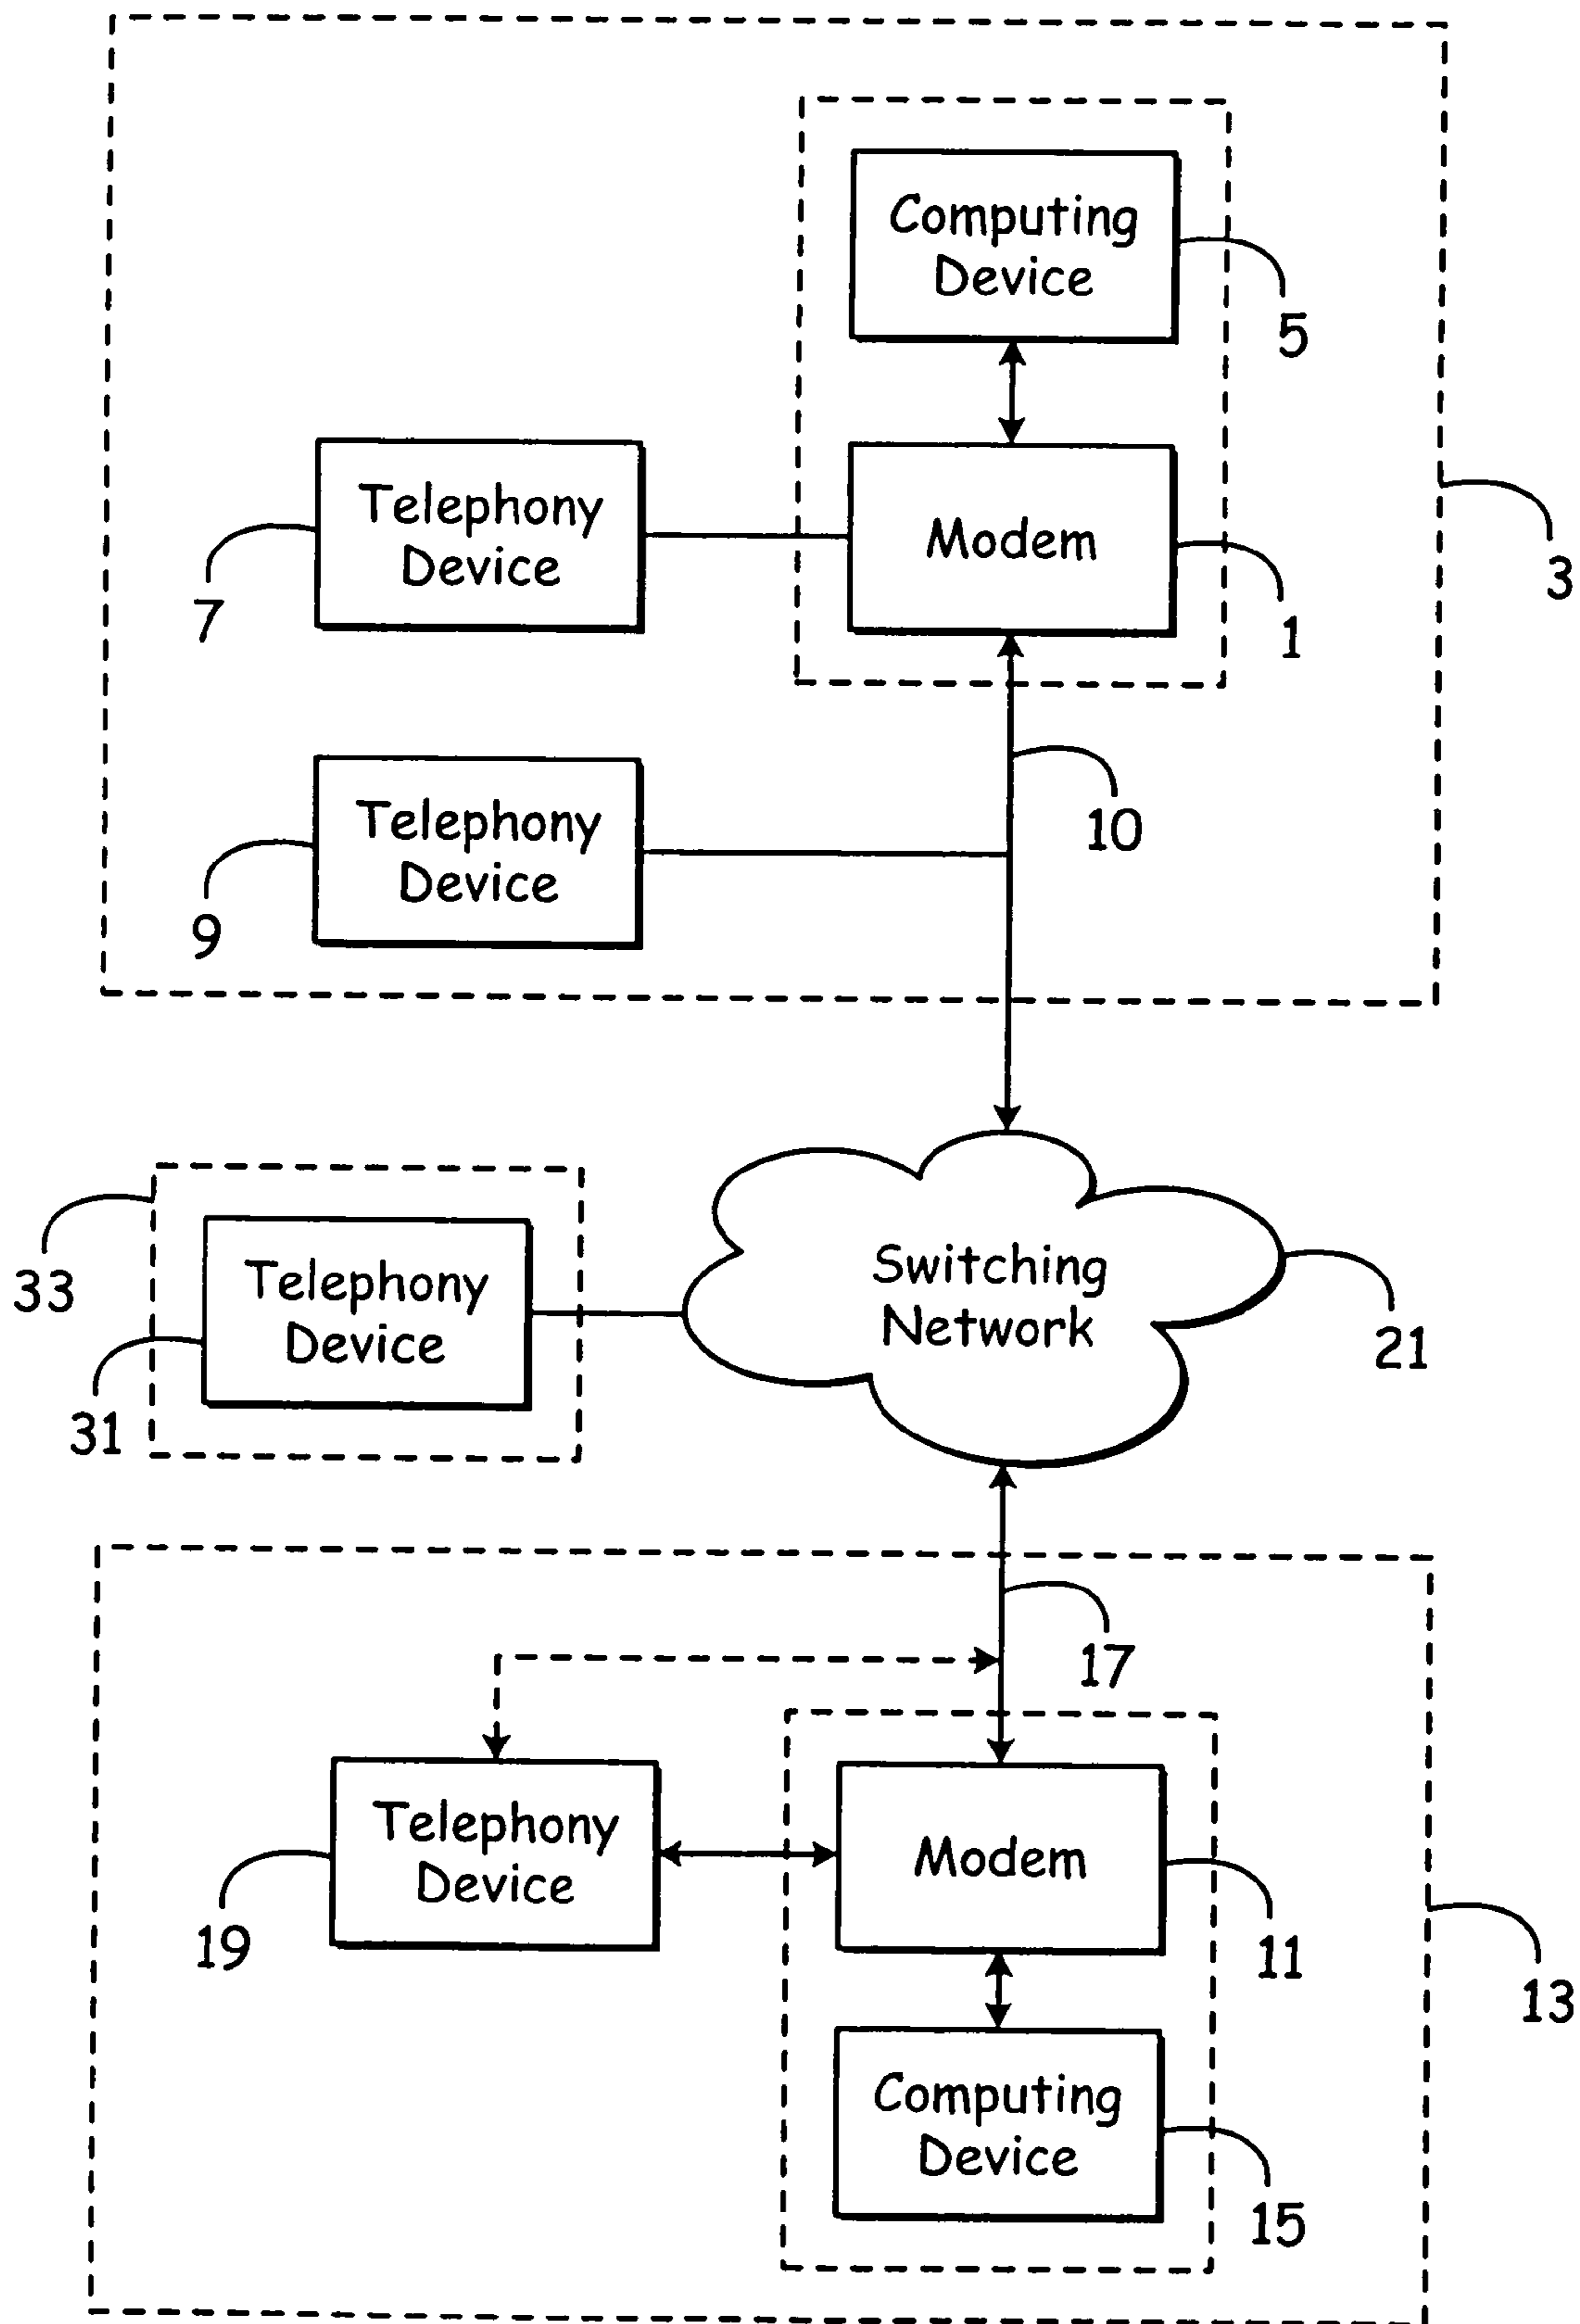 Computing
Device
5
Telephony
Device
7
Modem
1
3
10
Telephony
Device
9
33
Telephony
Device
31
Switching
Network
21
17
Telephony
Device
19
Modem
11
13
Computing
Device
15